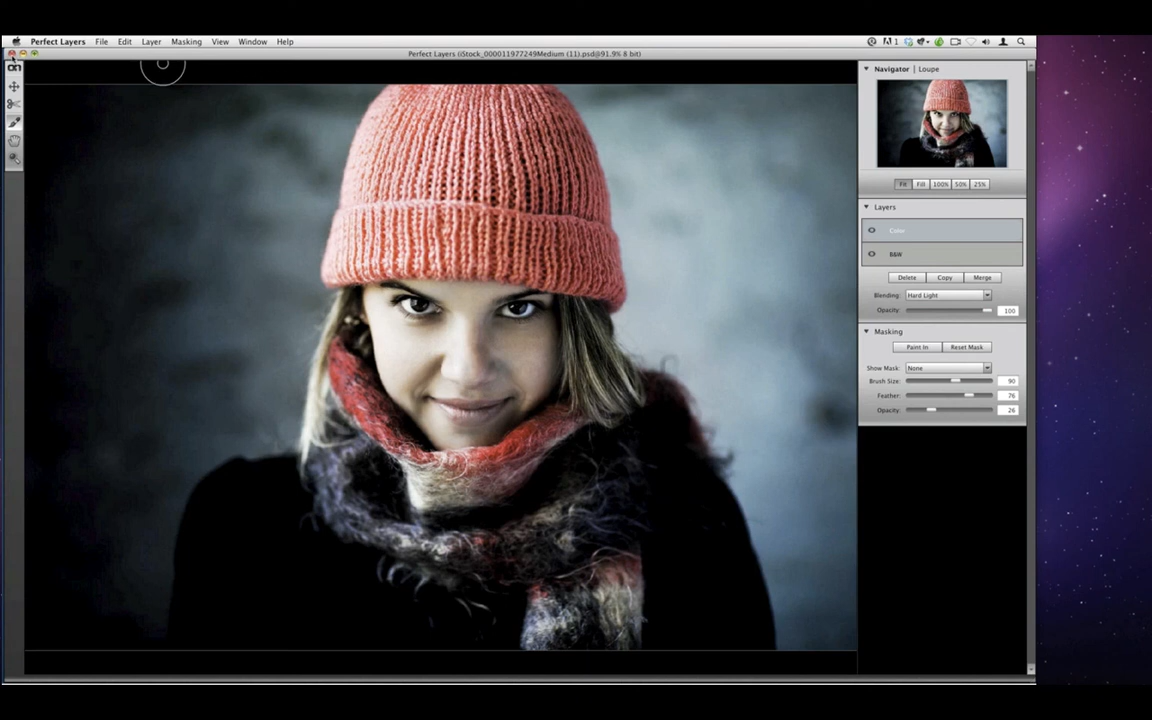 Perfect Layers File Edit Layer Masking View Window Help
1
Perfect Layers (iStock_000011977249Medium (11).psd@91.9% 8 bit)
Navigator | Loupe
Fit Fill 100% 50% 25%
Layers
Color
B&W
Delete Copy Merge
Blending: Hard Light
Opacity: 100
Masking
Paint In Reset Mask
Show Mask: None
Brush Size: 90
Feather: 76
Opacity: 26